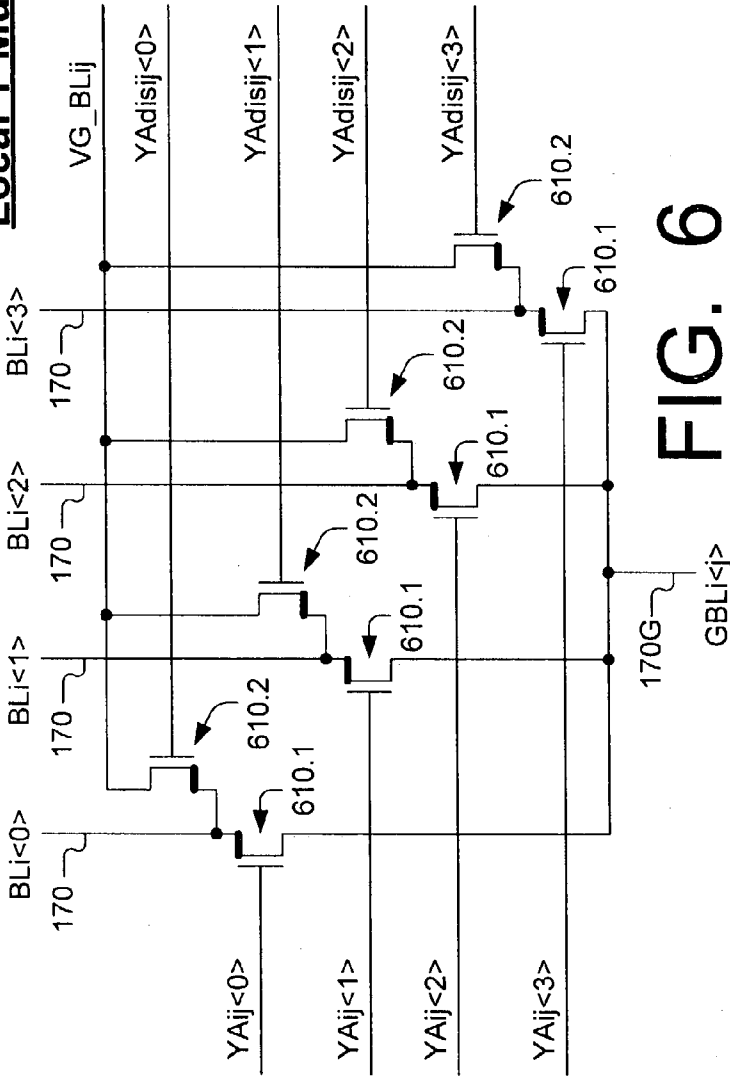 Local
VG_BLij
YAdisij<0>
YAdisij<1>
YAdisij<2>
YAdisij<3>
BLi<0>
BLi<1>
BLi<2>
BLi<3>
170
170
170
170
610.2
610.2
610.2
610.2
610.1
610.1
610.1
610.1
YAij<0>
YAij<1>
YAij<2>
YAij<3>
170G
GBLi<j>
FIG. 6